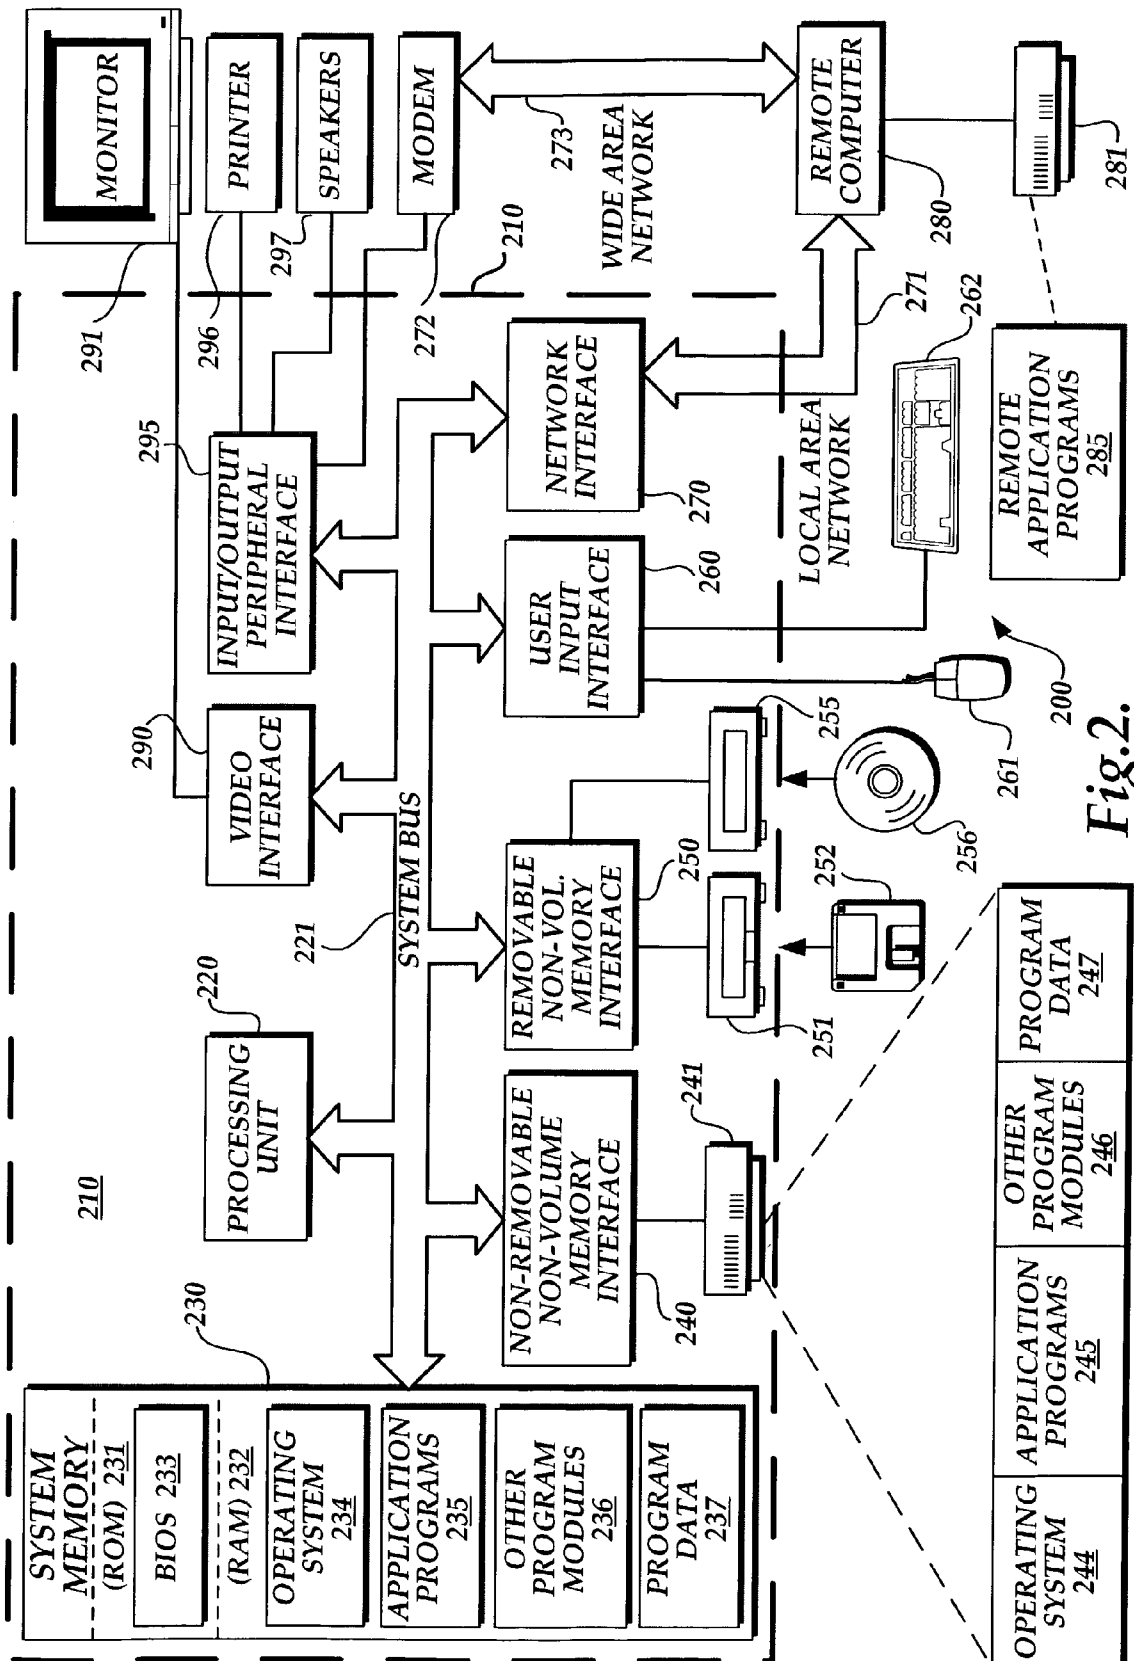 210
SYSTEM
MEMORY
(ROM) 231
BIOS 233
(RAM) 232
OPERATING
SYSTEM
234
APPLICATION
PROGRAMS
235
OTHER
PROGRAM
MODULES
236
PROGRAM
DATA
237
230
PROCESSING
UNIT
220
221
SYSTEM BUS
VIDEO
INTERFACE
290
INPUT/OUTPUT
PERIPHERAL
INTERFACE
295
291
MONITOR
296
PRINTER
297
SPEAKERS
272
MODEM
210
NON-REMOVABLE
NON-VOLUME
MEMORY
INTERFACE
240
241
REMOVABLE
NON-VOL.
MEMORY
INTERFACE
250
251
252
255
256
USER
INPUT
INTERFACE
260
261
262
NETWORK
INTERFACE
270
LOCAL AREA
NETWORK
271
WIDE AREA
NETWORK
273
REMOTE
COMPUTER
280
281
OPERATING
SYSTEM
244
APPLICATION
PROGRAMS
245
OTHER
PROGRAM
MODULES
246
PROGRAM
DATA
247
REMOTE
APPLICATION
PROGRAMS
285
200
Fig.2.